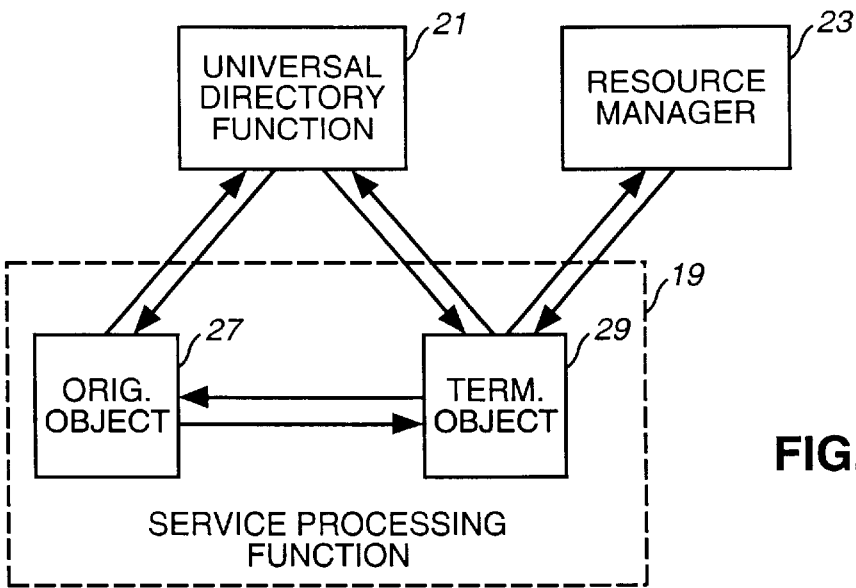 21
23
UNIVERSAL
DIRECTORY
FUNCTION
RESOURCE
MANAGER
19
27
29
ORIG.
OBJECT
TERM.
OBJECT
FIG.
SERVICE PROCESSING
FUNCTION